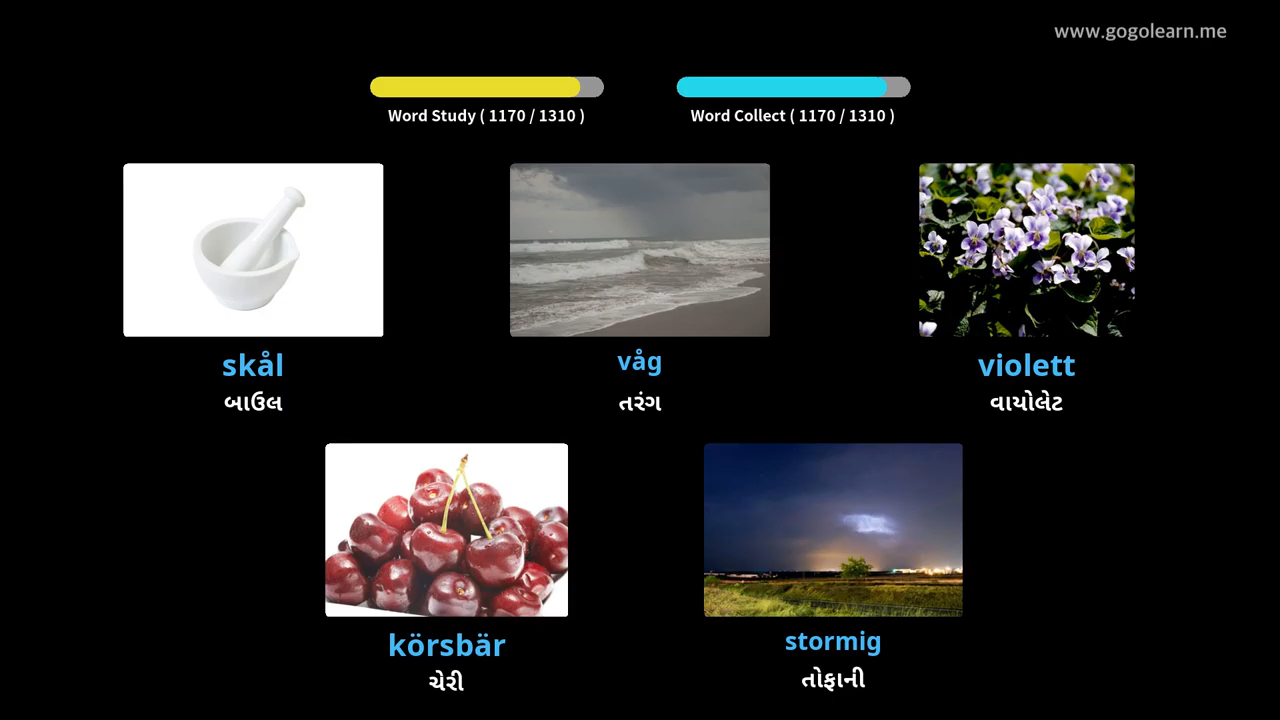 www.gogolearn.me
Word Study ( 1170 / 1310 )
Word Collect ( 1170 / 1310 )
skål
બાઉલ
våg
તરંગ
violett
વાયોલેટ
körsbär
ચેરી
stormig
તોફાની